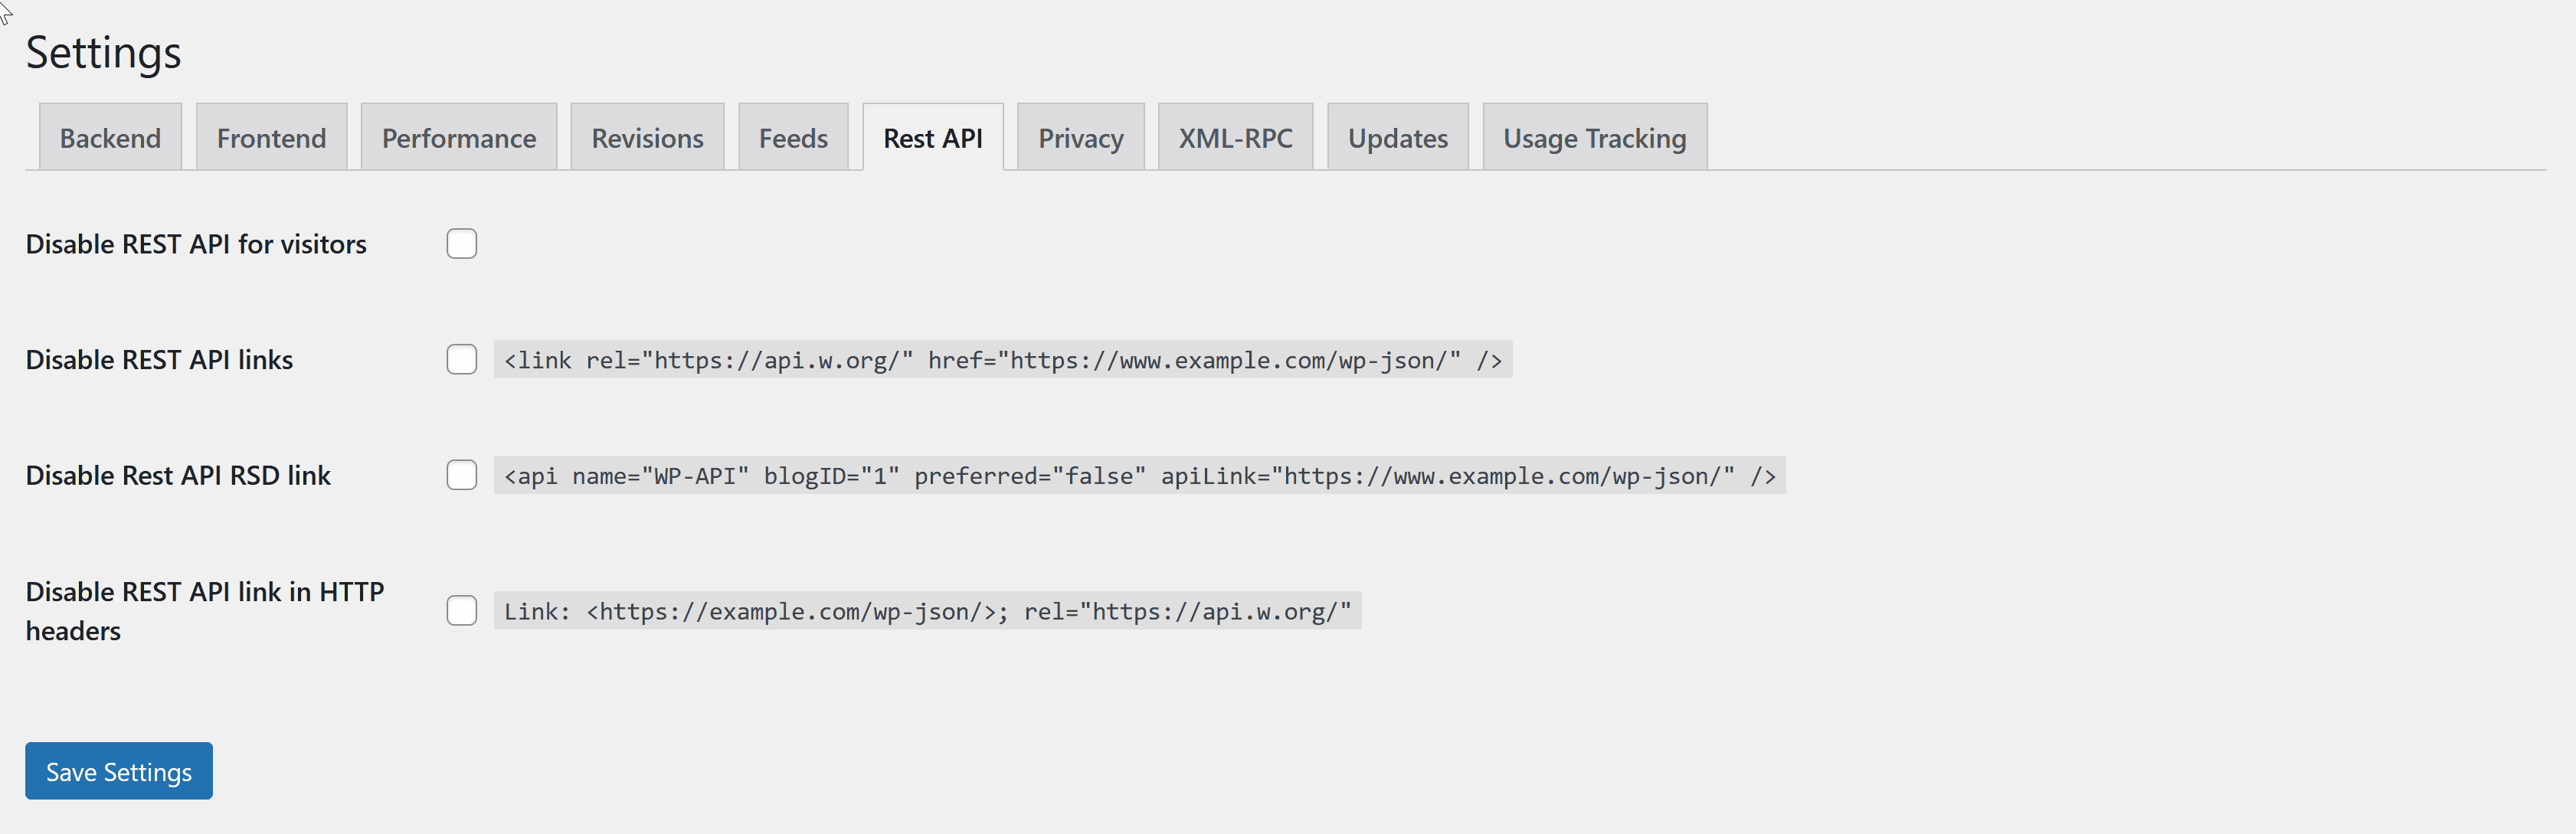 Settings
Backend Frontend Performance Revisions Feeds Rest API Privacy XML-RPC Updates Usage Tracking
Disable REST API for visitors
Disable REST API links <link rel="https://api.w.org/" href="https://www.example.com/wp-json/" />
Disable Rest API RSD link <api name="WP-API" blogID="1" preferred="false" apiLink="https://www.example.com/wp-json/" />
Disable REST API link in HTTP
headers
Link: <https://example.com/wp-json/>; rel="https://api.w.org/"
Save Settings